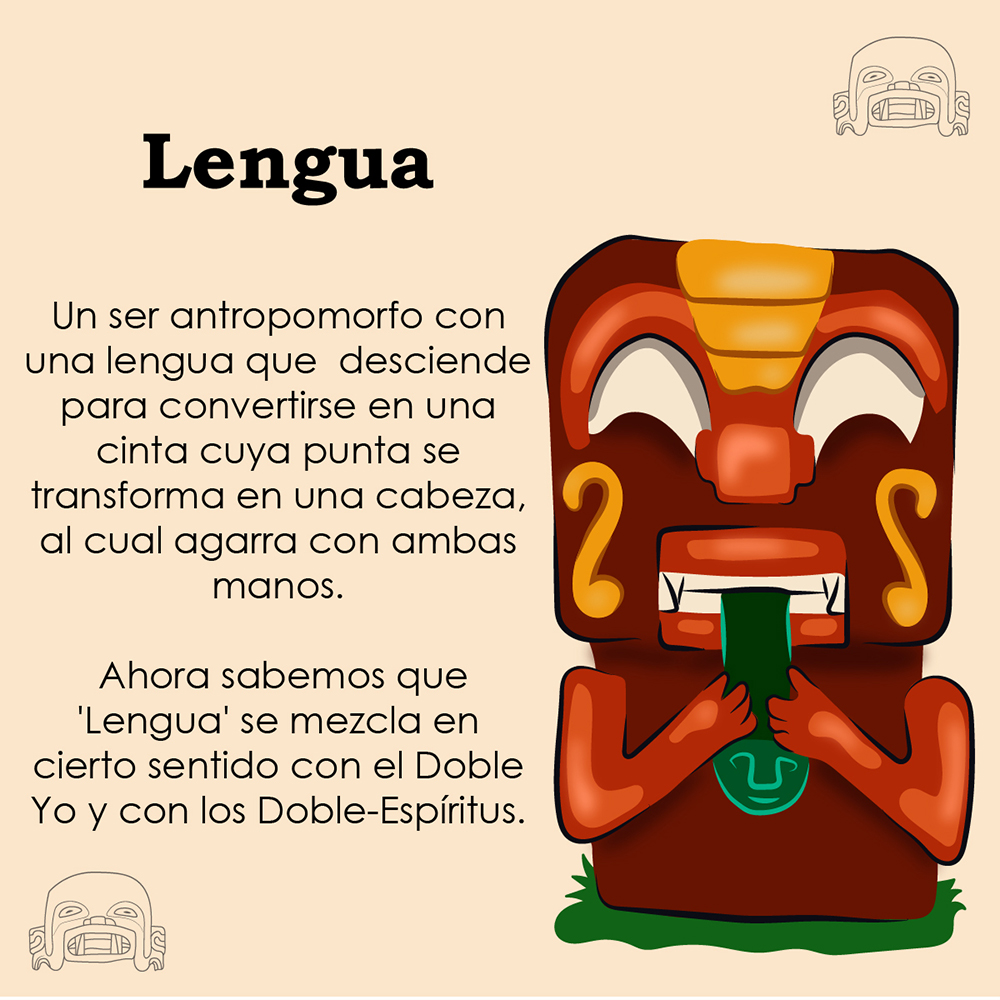 Lengua
Un ser antropomorfo con
una lengua que  desciende
para convertirse en una
cinta cuya punta se
transforma en una cabeza,
al cual agarra con ambas
manos.
Ahora sabemos que
'Lengua' se mezcla en
cierto sentido con el Doble
Yo y con los Doble-Espíritus.